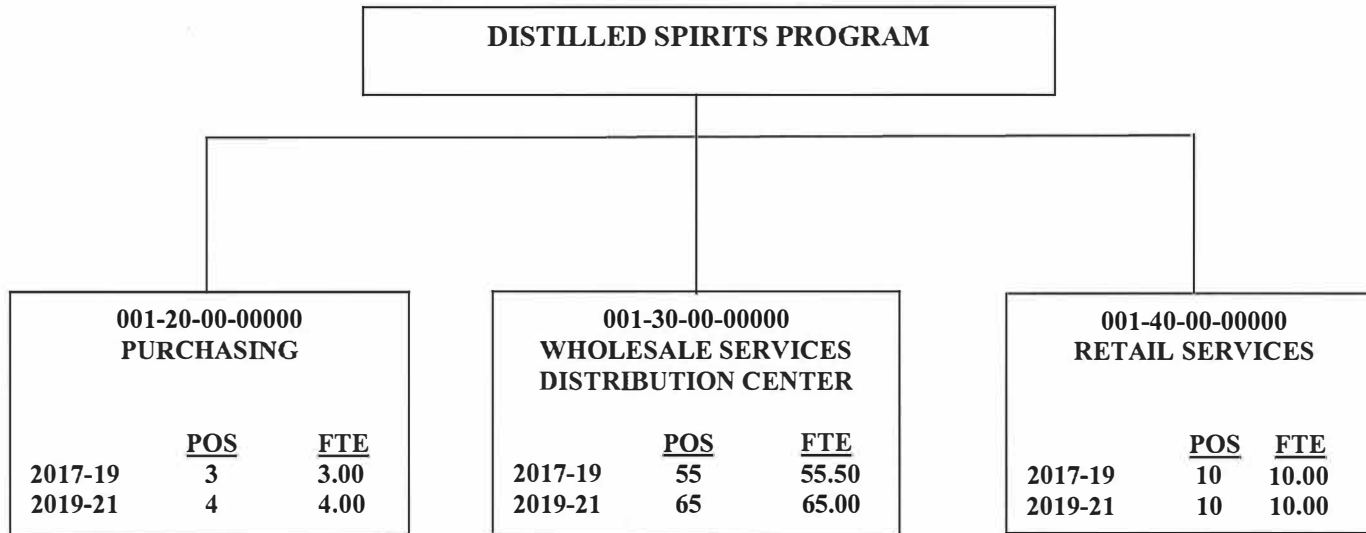 DISTILLED SPIRITS PROGRAM
001-20-00-00000
PURCHASING
POS FTE
2017-19 3 3.00
2019-21 4 4.00
001-30-00-00000
WHOLESALE SERVICES
DISTRIBUTION CENTER
POS FTE
2017-19 55 55.50
2019-21 65 65.00
001-40-00-00000
RETAIL SERVICES
POS FTE
2017-19 10 10.00
2019-21 10 10.00